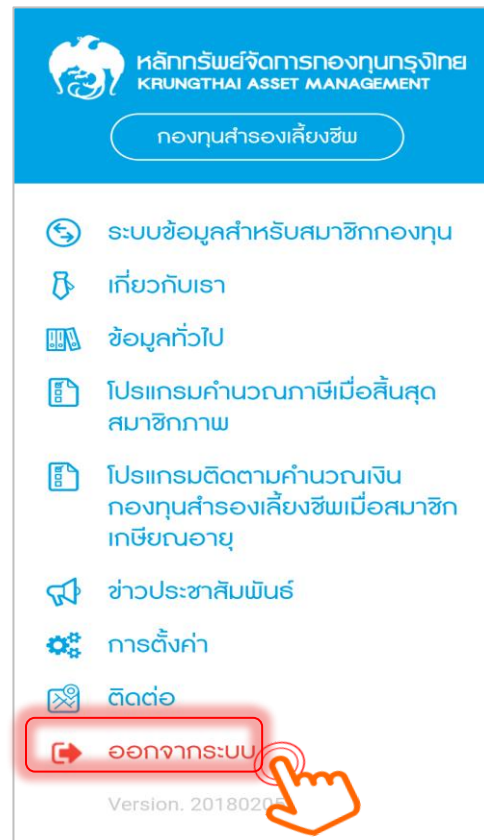 หลักทรัพย์จัดการกองทุนกรุงไทย
KRUNGTHAI ASSET MANAGEMENT
กองทุนสำรองเลี้ยงชีพ
ระบบข้อมูลสำหรับสมาชิกกองทุน
เกี่ยวกับเรา
ข้อมูลทั่วไป
โปรแกรมคำนวณภาษีเมื่อสิ้นสุด
สมาชิกภาพ
โปรแกรมติดตามคำนวณเงิน
กองทุนสำรองเลี้ยงชีพเมื่อสมาชิก
เกษียณอายุ
ข่าวประชาสัมพันธ์
การตั้งค่า
ติดต่อ
ออกจากระบบ
Version.